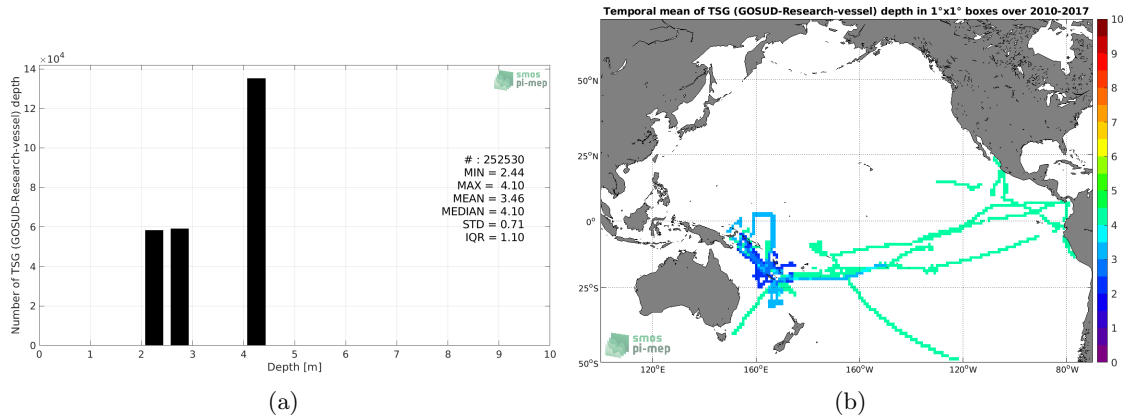 ×10⁴
14
12
10
8
6
4
2
0
Number of TSG (GOSUD-Research-vessel) depth
0 1 2 3 4 5 6 7 8 9 10
Depth [m]
smos
pi-mep
# : 252530
MIN = 2.44
MAX = 4.10
MEAN = 3.46
MEDIAN = 4.10
STD = 0.71
IQR = 1.10
(a)
Temporal mean of TSG (GOSUD-Research-vessel) depth in 1°x1° boxes over 2010-2017
50°N
25°N
0°
25°S
50°S
120°E 160°E 160°W 120°W 80°W
smos
pi-mep
10
9
8
7
6
5
4
3
2
1
0
(b)